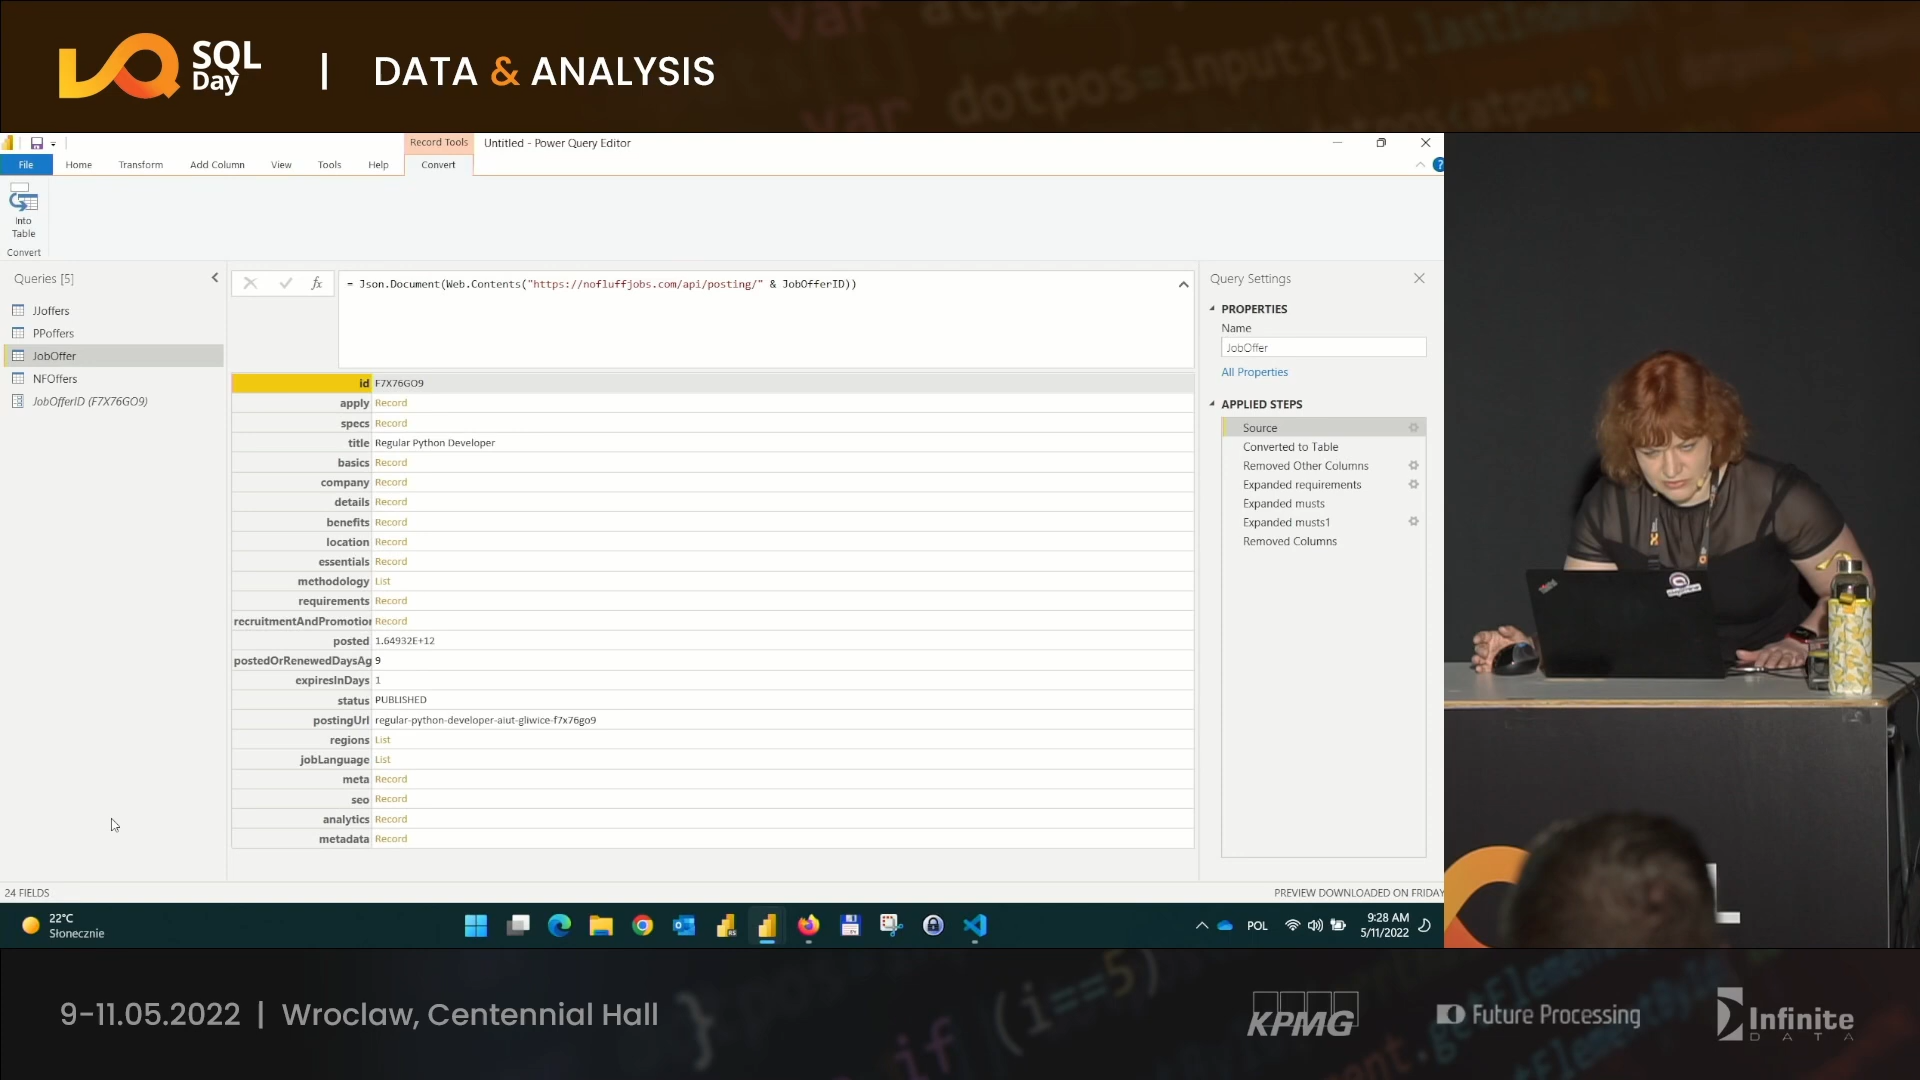 SQL
Day
| DATA & ANALYSIS
Record Tools
Untitled - Power Query Editor
File Home Transform Add Column View Tools Help Convert
Into
Table
Convert
Queries [5]
JJoffers
PPoffers
JobOffer
NFOffers
JobOfferID (F7X76GO9)
fx = Json.Document(Web.Contents("https://nofluffjobs.com/api/posting/" & JobOfferID))
id F7X76GO9
apply Record
specs Record
title Regular Python Developer
basics Record
company Record
details Record
benefits Record
location Record
essentials Record
methodology List
requirements Record
recruitmentAndPromotion Record
posted 1.64932E+12
postedOrRenewedDaysAg 9
expiresInDays 1
status PUBLISHED
postingUrl regular-python-developer-aiut-gliwice-f7x76go9
regions List
jobLanguage List
meta Record
seo Record
analytics Record
metadata Record
Query Settings
PROPERTIES
Name
JobOffer
All Properties
APPLIED STEPS
Source
Converted to Table
Removed Other Columns
Expanded requirements
Expanded musts
Expanded musts1
Removed Columns
24 FIELDS
PREVIEW DOWNLOADED ON FRIDAY
22°C
Słonecznie
POL
9:28 AM
5/11/2022
9-11.05.2022 | Wroclaw, Centennial Hall
KPMG
Future Processing
Infinite
DATA